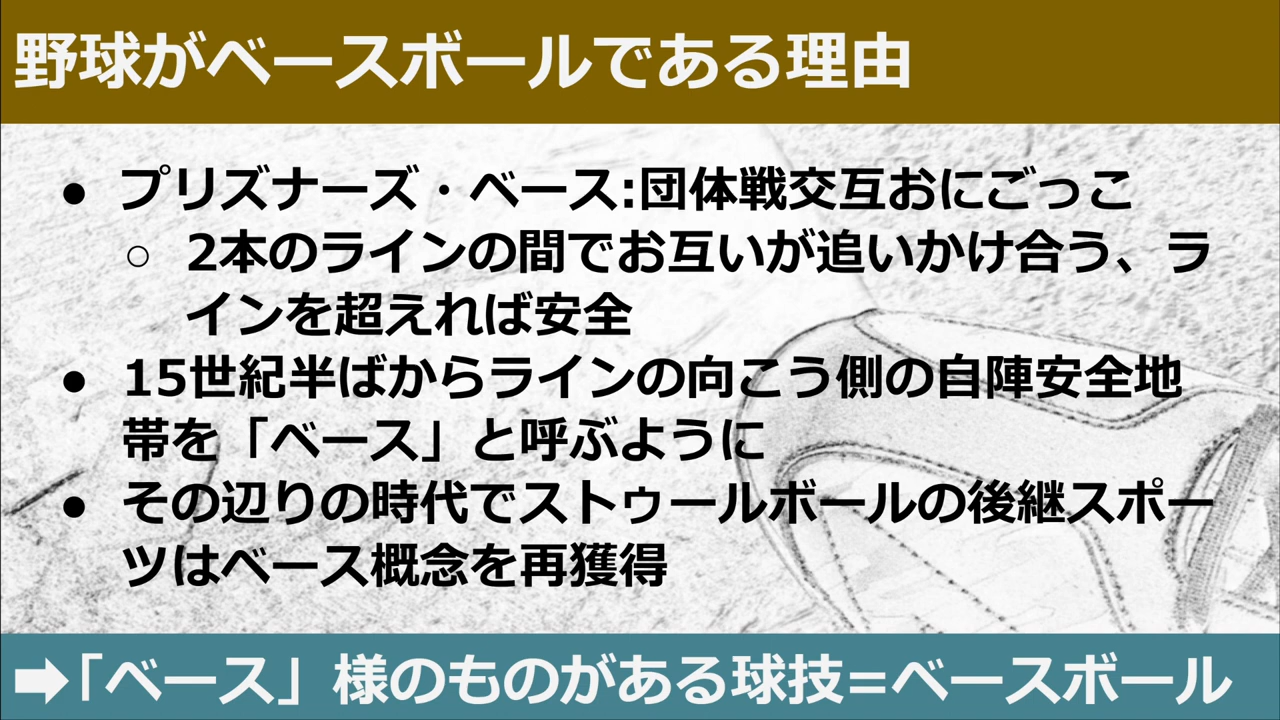 野球がベースボールである理由
● プリズナーズ・ベース:団体戦交互おにごっこ
○ 2本のラインの間でお互いが追いかけ合う、ラ
インを超えれば安全
● 15世紀半ばからラインの向こう側の自陣安全地
帯を「ベース」と呼ぶように
● その辺りの時代でストゥールボールの後継スポー
ツはベース概念を再獲得
➡「ベース」様のものがある球技=ベースボール